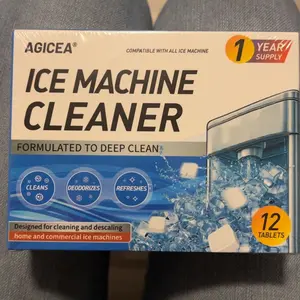 AGICEA®
COMPATIBLE WITH ALL ICE MACHINE
1 YEAR
SUPPLY
ICE MACHINE
CLEANER
FORMULATED TO DEEP CLEAN
CLEANS
DEODORIZES
REFRESHES
Designed for cleaning and descaling
home and commercial ice machines
12
TABLETS